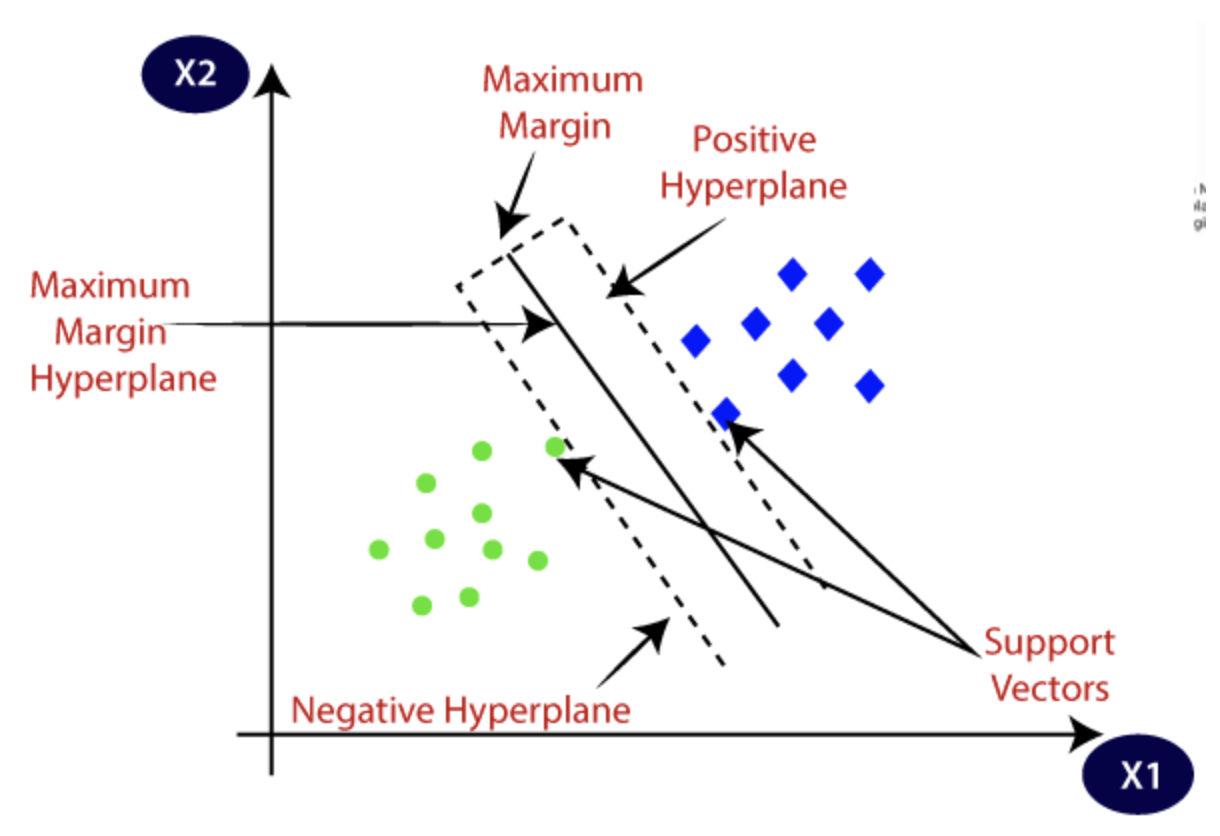 X2
Maximum
Margin
Positive
Hyperplane
Maximum
Margin
Hyperplane
Support
Vectors
Negative Hyperplane
X1